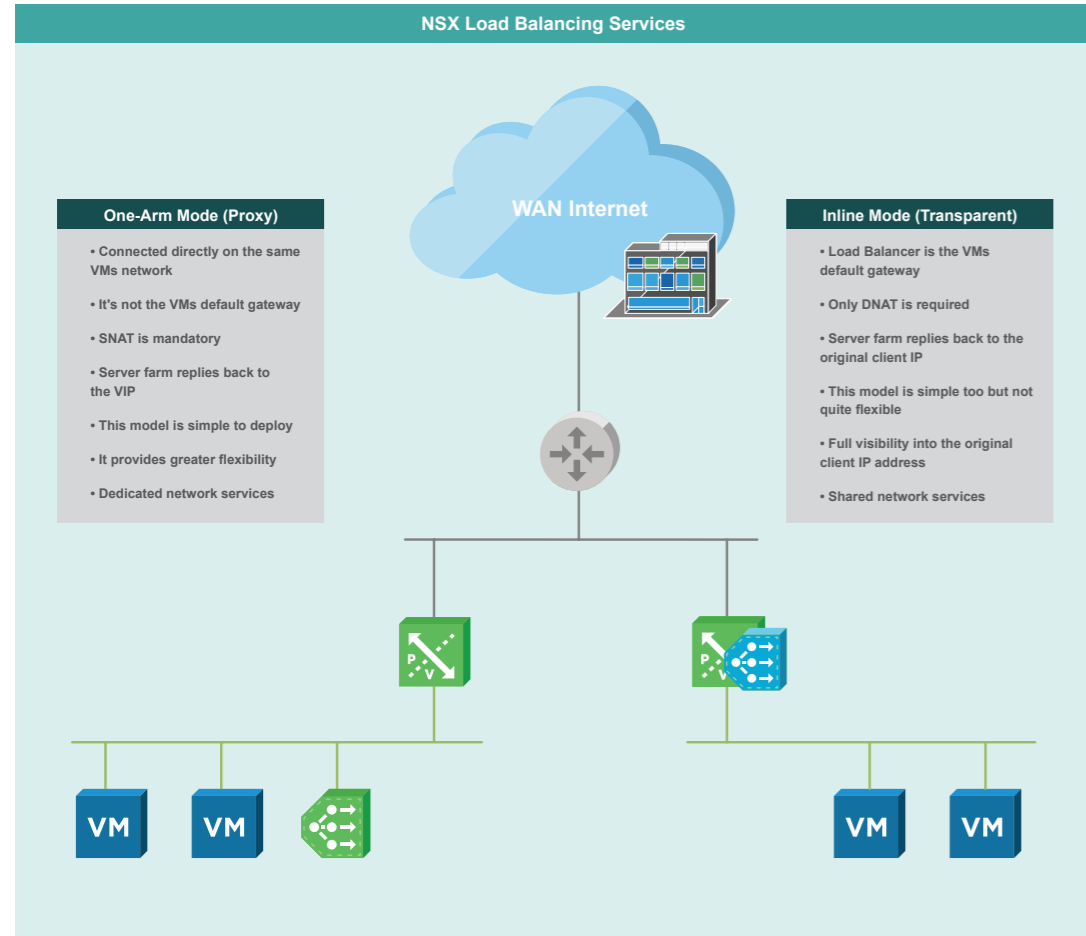 NSX Load Balancing Services
WAN Internet
One-Arm Mode (Proxy)
• Connected directly on the same
VMs network
• It's not the VMs default gateway
• SNAT is mandatory
• Server farm replies back to
the VIP
• This model is simple to deploy
• It provides greater flexibility
• Dedicated network services
Inline Mode (Transparent)
• Load Balancer is the VMs
default gateway
• Only DNAT is required
• Server farm replies back to the
original client IP
• This model is simple too but not
quite flexible
• Full visibility into the original
client IP address
• Shared network services
P
V
P
V
VM
VM
VM
VM